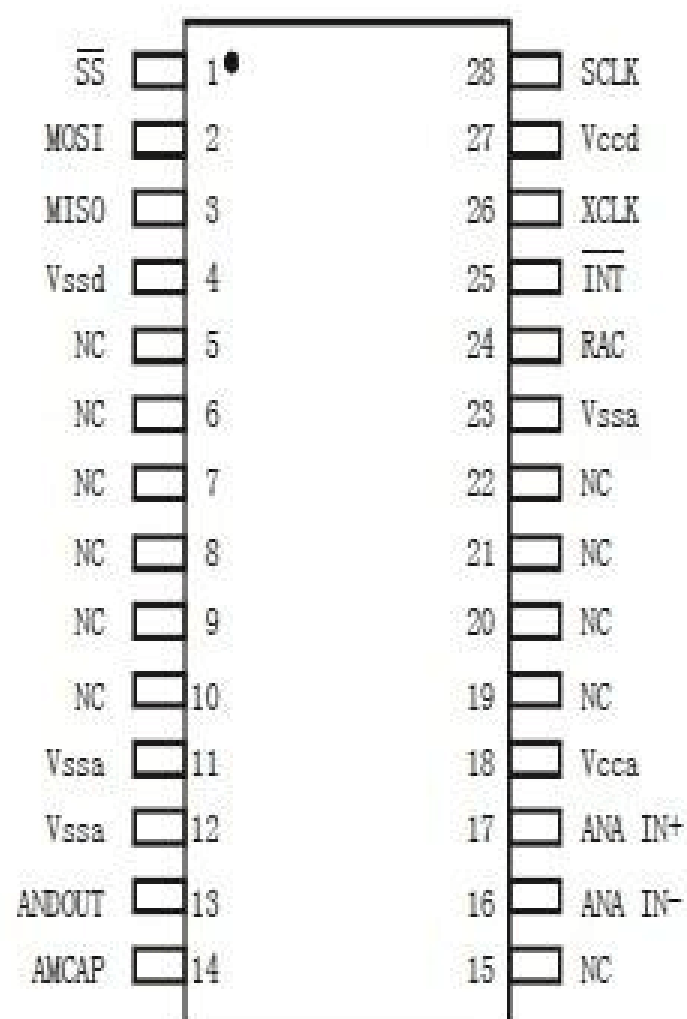 SS 1 28 SCLK
MOSI 2 27 Vccd
MISO 3 26 XCLK
Vssd 4 25 INT
NC 5 24 RAC
NC 6 23 Vssa
NC 7 22 NC
NC 8 21 NC
NC 9 20 NC
NC 10 19 NC
Vssa 11 18 Vcca
Vssa 12 17 ANA IN+
ANDOUT 13 16 ANA IN-
AMCAP 14 15 NC